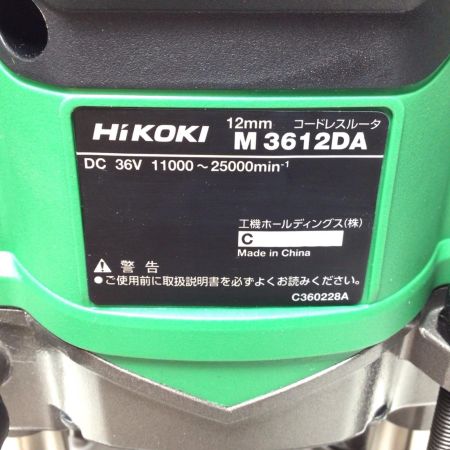 12mm コードレスルータ
HiKOKI M 3612DA
DC 36V 11000～25000min⁻¹
工機ホールディングス(株)
C
Made in China
⚠ 警告
●ご使用前に取扱説明書を必ずよくお読みください。
C360228A